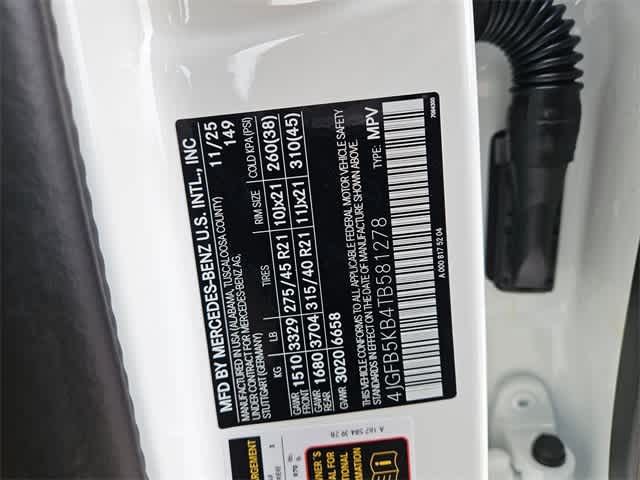 MFD BY MERCEDES-BENZ U.S. INTL., INC 11/25
MANUFACTURED IN USA (ALABAMA, TUSCALOOSA COUNTY) 149
UNDER CONTRACT FOR MERCEDES-BENZ AG,
STUTTGART (GERMANY)
KG LB TIRES RIM SIZE COLD KPA (PSI)
GAWR FRONT 1510 3329 275/45 R21 10Jx21 260(38)
GAWR REAR 1680 3704 315/40 R21 11Jx21 310(45)
GVWR 3020 6658
THIS VEHICLE CONFORMS TO ALL APPLICABLE FEDERAL MOTOR VEHICLE SAFETY
STANDARDS IN EFFECT ON THE DATE OF MANUFACTURE SHOWN ABOVE.
TYPE: MPV
4JGFB5KB4TB581278
A 000 817 52 04
A 167 584 39 28